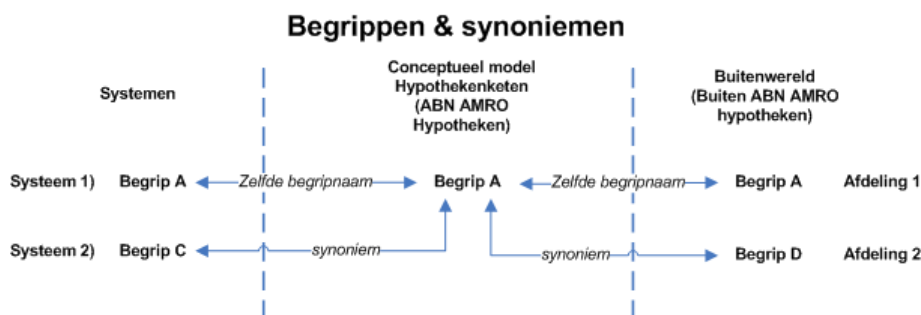 Begrippen & synoniemen
Systemen
Conceptueel model
Hypothekenketen
(ABN AMRO
Hypotheken)
Buitenwereld
(Buiten ABN AMRO
hypotheken)
Systeem 1) Begrip A Zelfde begripnaam Begrip A Zelfde begripnaam Begrip A Afdeling 1
Systeem 2) Begrip C synoniem synoniem Begrip D Afdeling 2